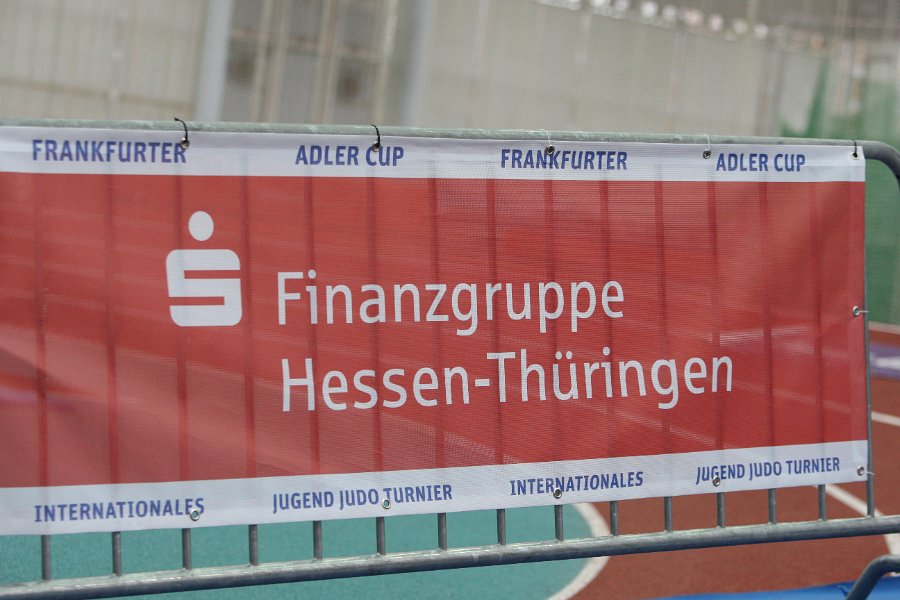 FRANKFURTER ADLER CUP FRANKFURTER ADLER CUP
Finanzgruppe
Hessen-Thüringen
INTERNATIONALES JUGEND JUDO TURNIER INTERNATIONALES JUGEND JUDO TURNIER